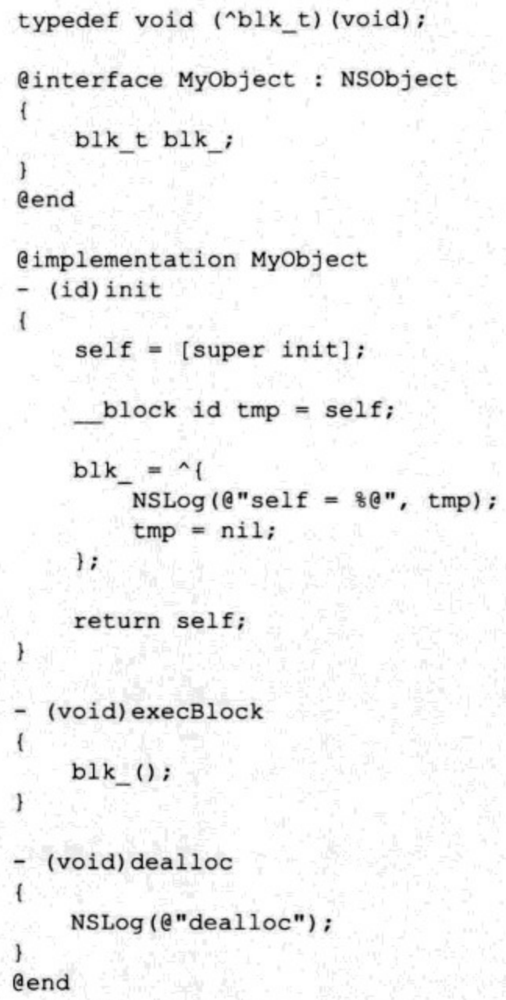 typedef void (^blk_t)(void);

@interface MyObject : NSObject
{
    blk_t blk_;
}
@end

@implementation MyObject
- (id)init
{
    self = [super init];

    __block id tmp = self;

    blk_ = ^{
        NSLog(@"self = %@", tmp);
        tmp = nil;
    };

    return self;
}

- (void)execBlock
{
    blk_();
}

- (void)dealloc
{
    NSLog(@"dealloc");
}
@end